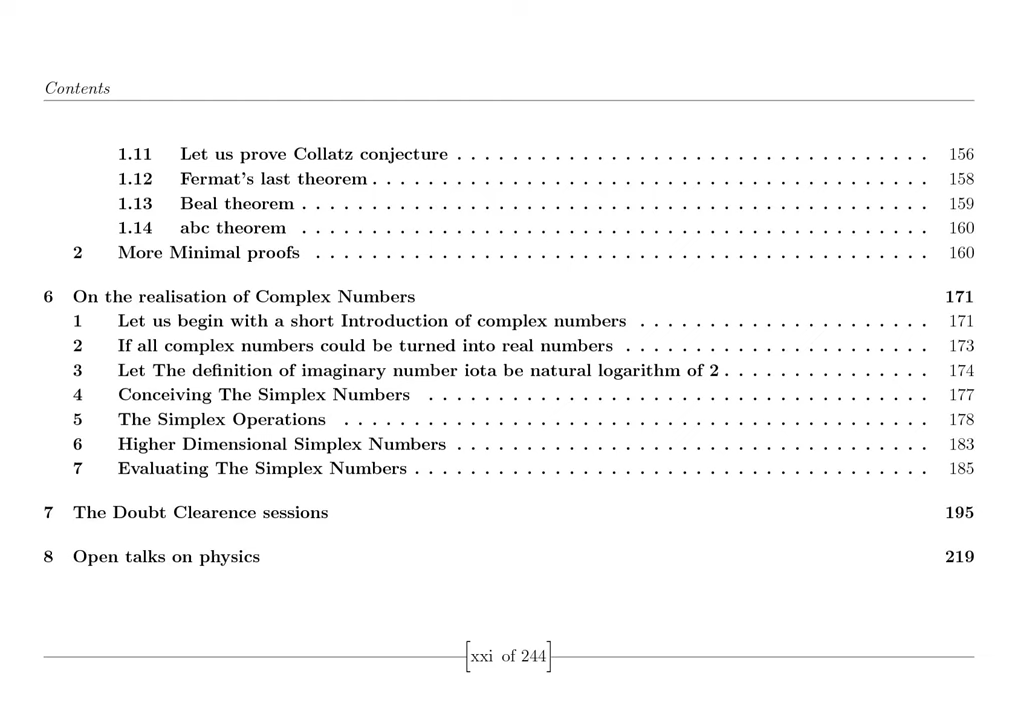 Contents
1.11 Let us prove Collatz conjecture . . . . . . . . . . . . . . . . . . . . . . . . . . . . . . . . . . 156
1.12 Fermat's last theorem . . . . . . . . . . . . . . . . . . . . . . . . . . . . . . . . . . . . . . . . 158
1.13 Beal theorem . . . . . . . . . . . . . . . . . . . . . . . . . . . . . . . . . . . . . . . . . . . . . 159
1.14 abc theorem . . . . . . . . . . . . . . . . . . . . . . . . . . . . . . . . . . . . . . . . . . . . . 160
2 More Minimal proofs . . . . . . . . . . . . . . . . . . . . . . . . . . . . . . . . . . . . . . . . . . . . 160
6 On the realisation of Complex Numbers 171
1 Let us begin with a short Introduction of complex numbers . . . . . . . . . . . . . . . . . . . . . 171
2 If all complex numbers could be turned into real numbers . . . . . . . . . . . . . . . . . . . . . . 173
3 Let The definition of imaginary number iota be natural logarithm of 2 . . . . . . . . . . . . . . . 174
4 Conceiving The Simplex Numbers . . . . . . . . . . . . . . . . . . . . . . . . . . . . . . . . . . . . 177
5 The Simplex Operations . . . . . . . . . . . . . . . . . . . . . . . . . . . . . . . . . . . . . . . . . . 178
6 Higher Dimensional Simplex Numbers . . . . . . . . . . . . . . . . . . . . . . . . . . . . . . . . . . 183
7 Evaluating The Simplex Numbers . . . . . . . . . . . . . . . . . . . . . . . . . . . . . . . . . . . . . 185
7 The Doubt Clearence sessions 195
8 Open talks on physics 219
[xxi of 244]